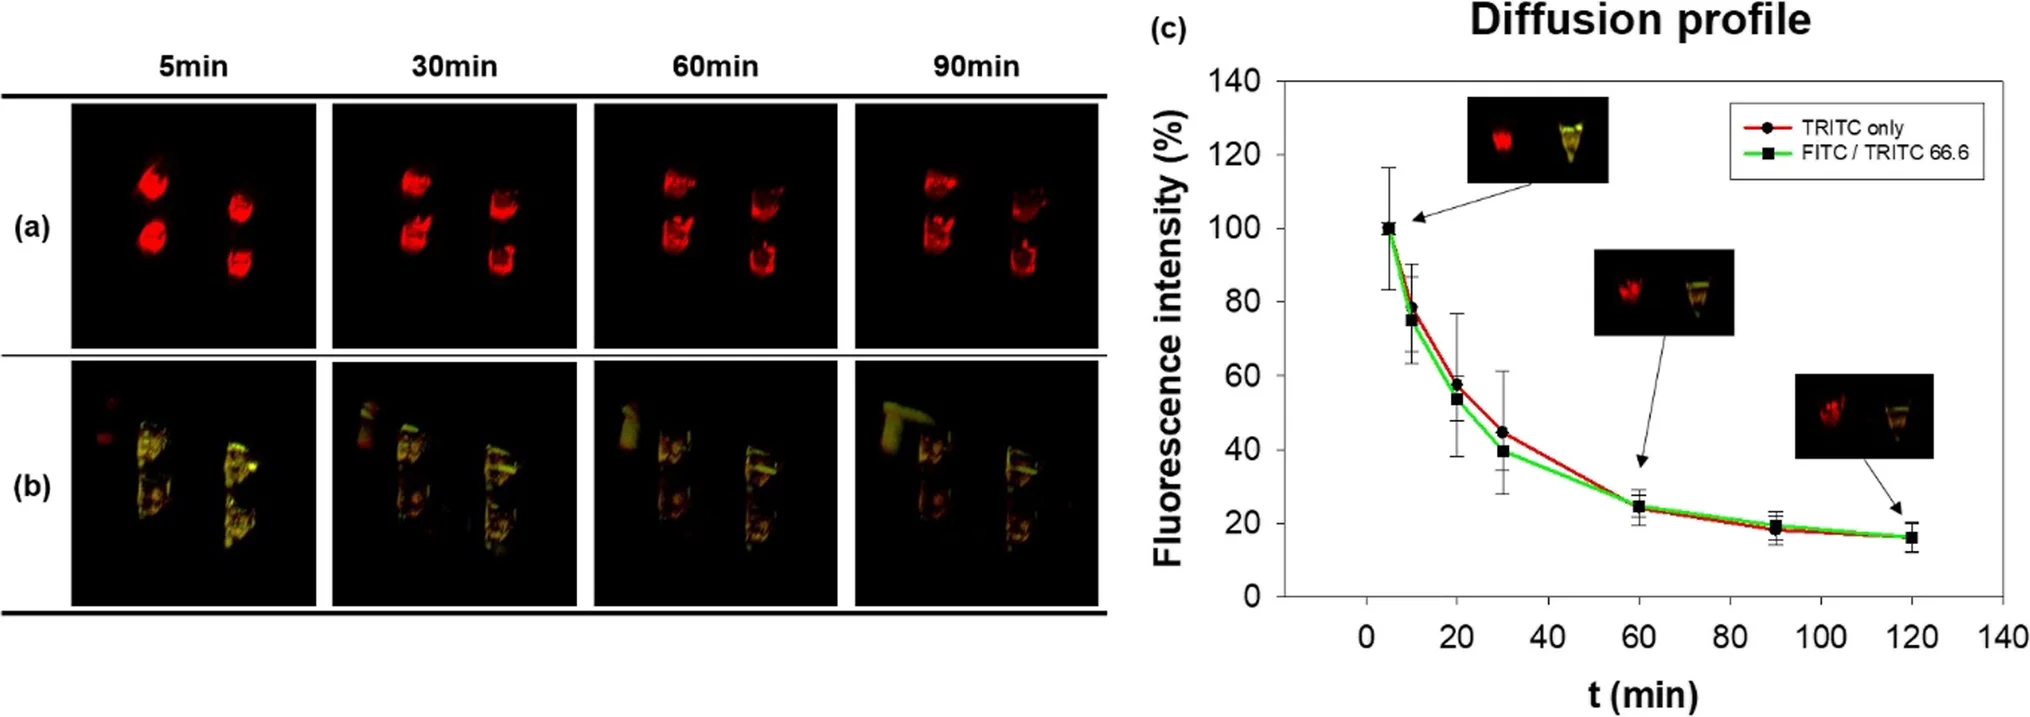 5min 30min 60min 90min
(a)
(b)
(c)
Diffusion profile
Fluorescence intensity (%)
140
120
100
80
60
40
20
0
TRITC only
FITC / TRITC 66.6
0 20 40 60 80 100 120 140
t (min)